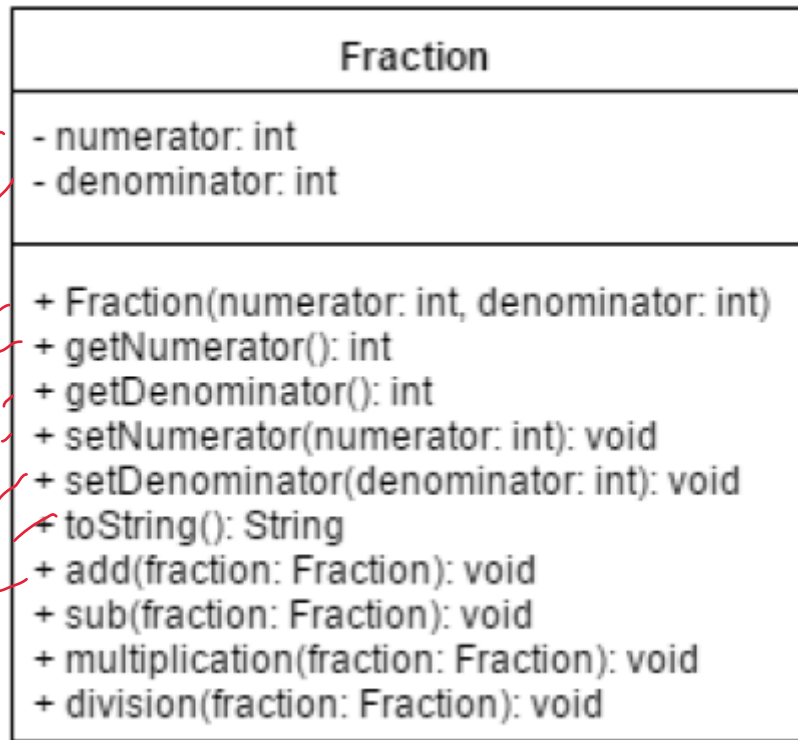 Fraction
- numerator: int
- denominator: int
+ Fraction(numerator: int, denominator: int)
+ getNumerator(): int
+ getDenominator(): int
+ setNumerator(numerator: int): void
+ setDenominator(denominator: int): void
+ toString(): String
+ add(fraction: Fraction): void
+ sub(fraction: Fraction): void
+ multiplication(fraction: Fraction): void
+ division(fraction: Fraction): void